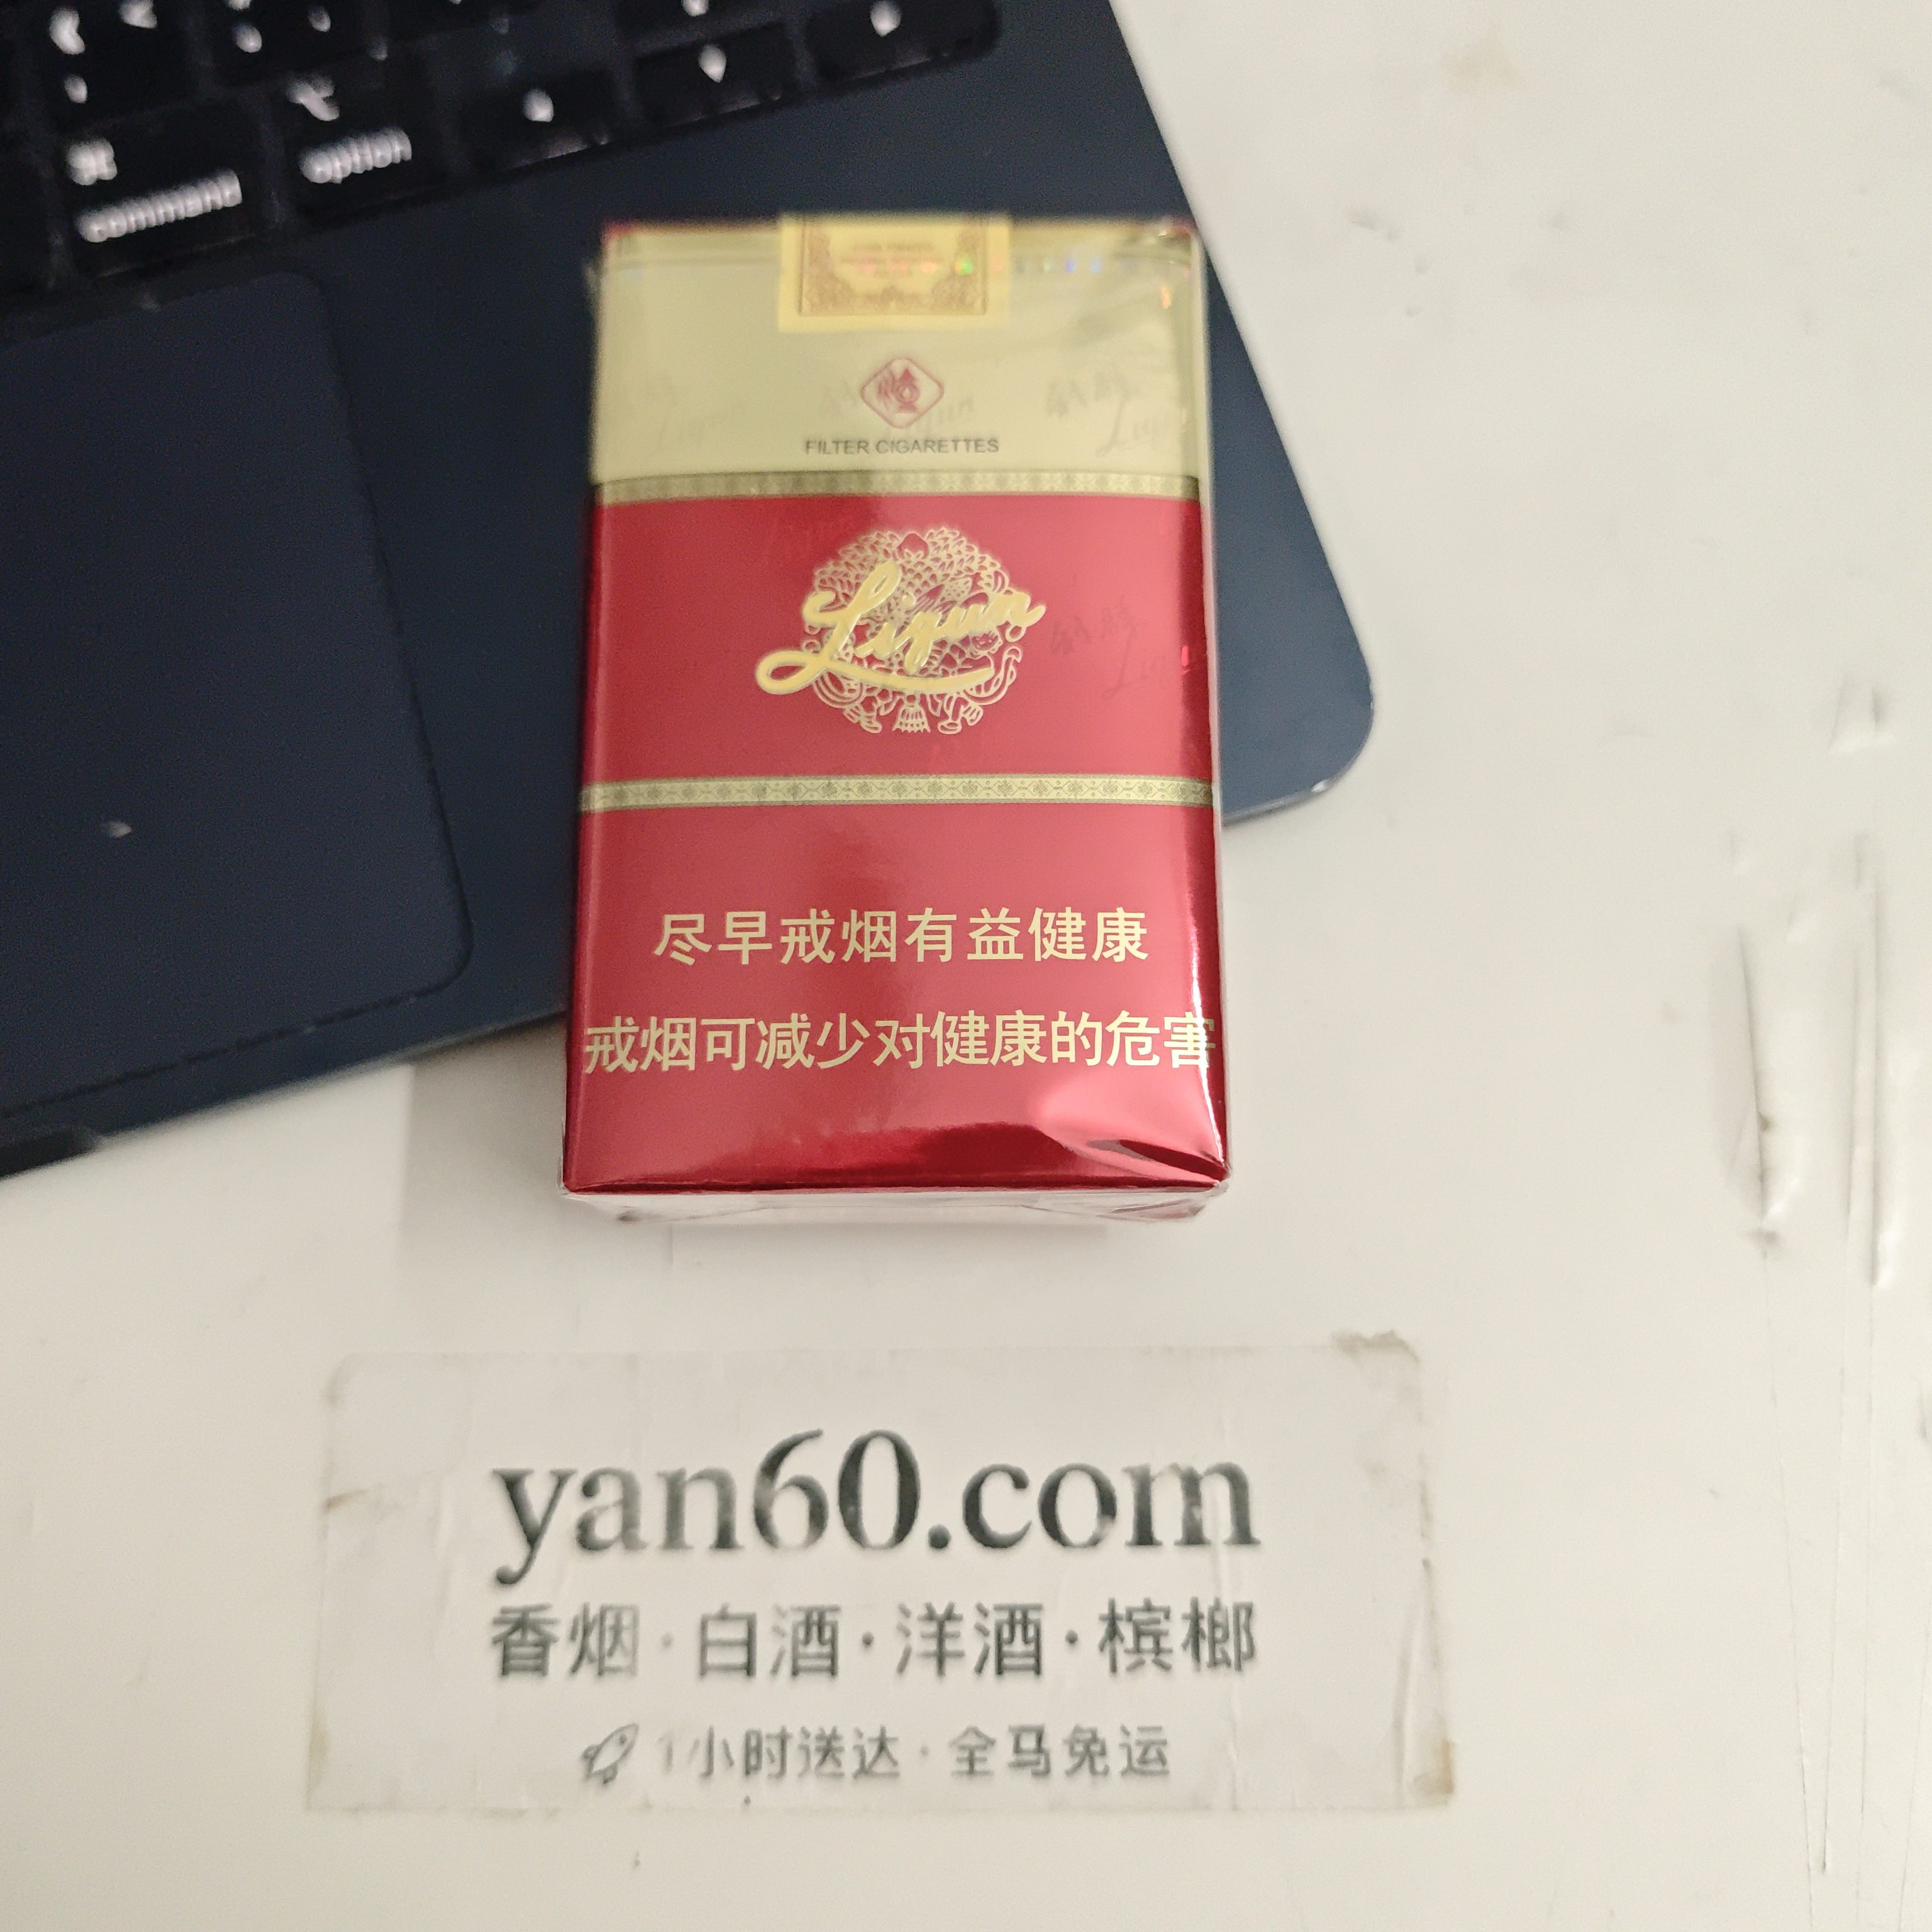 ⌘
⌥
command
option
FILTER CIGARETTES
Liqun
尽早戒烟有益健康
戒烟可减少对健康的危害
yan60.com
香烟·白酒·洋酒·槟榔
1小时送达·全马免运